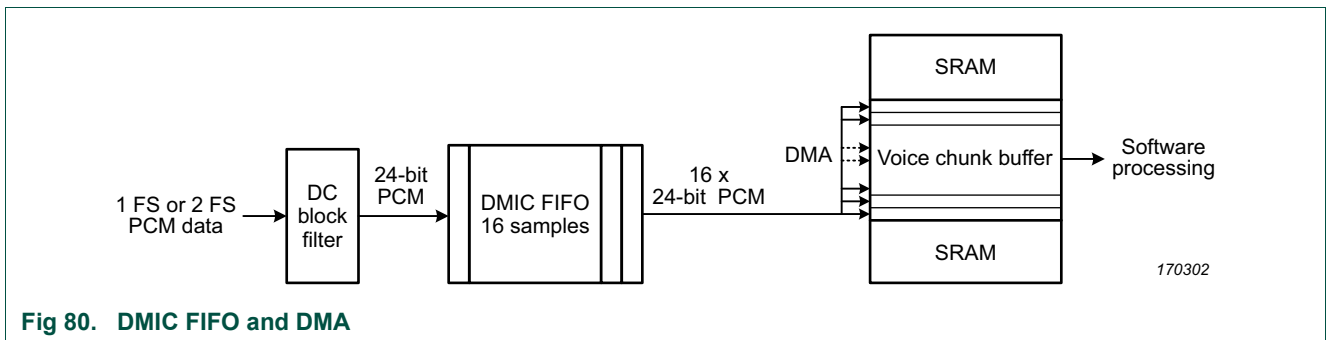 1 FS or 2 FS
PCM data
DC
block
filter
24-bit
PCM
DMIC FIFO
16 samples
16 x
24-bit PCM
DMA
SRAM
Voice chunk buffer
SRAM
Software
processing
170302
Fig 80. DMIC FIFO and DMA